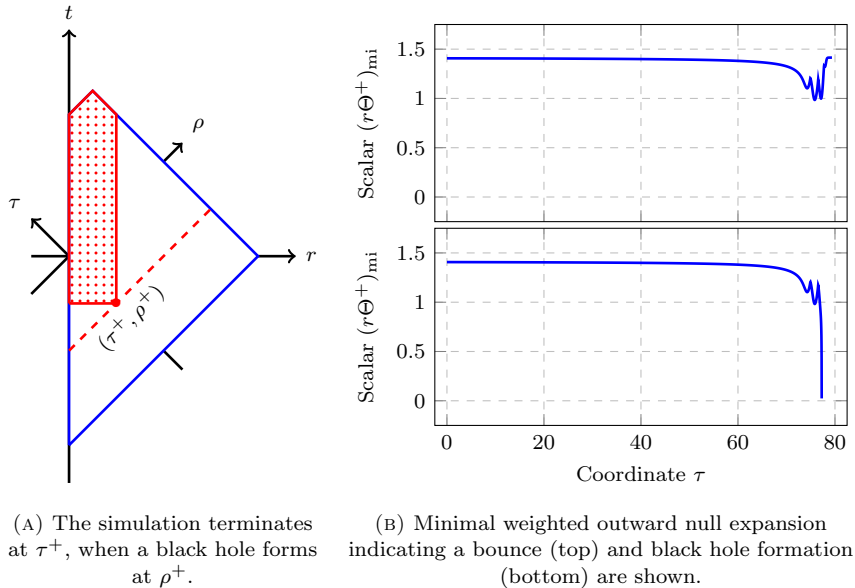 t
ρ
τ
r
(τ⁺, ρ⁺)
(A) The simulation terminates
at τ⁺, when a black hole forms
at ρ⁺.
Scalar (rΘ⁺)mi
1.5
1
0.5
0
Scalar (rΘ⁺)mi
1.5
1
0.5
0
0 20 40 60 80
Coordinate τ
(B) Minimal weighted outward null expansion
indicating a bounce (top) and black hole formation
(bottom) are shown.